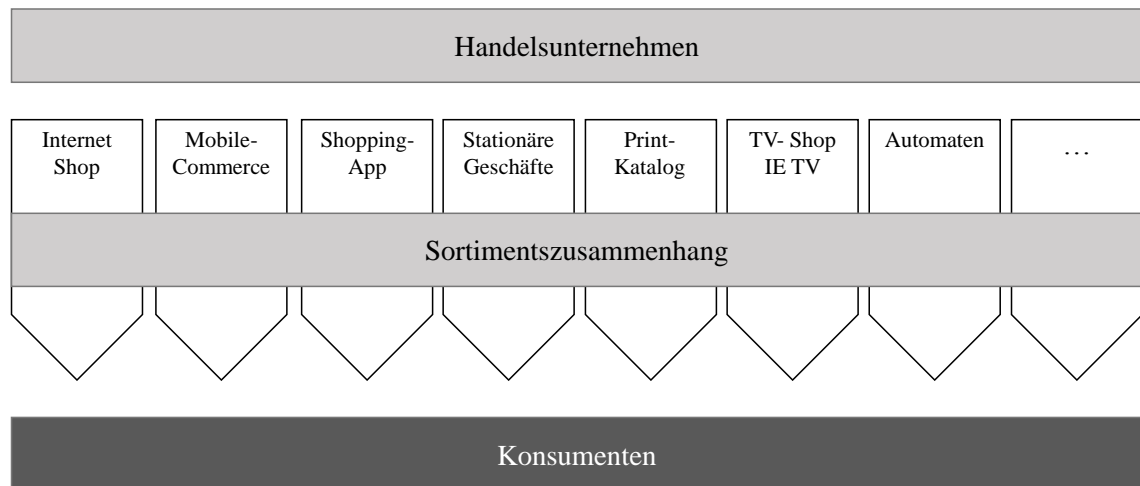 Handelsunternehmen
Internet
Shop
Mobile-
Commerce
Shopping-
App
Stationäre
Geschäfte
Print-
Katalog
TV- Shop
IE TV
Automaten
…
Sortimentszusammenhang
Konsumenten